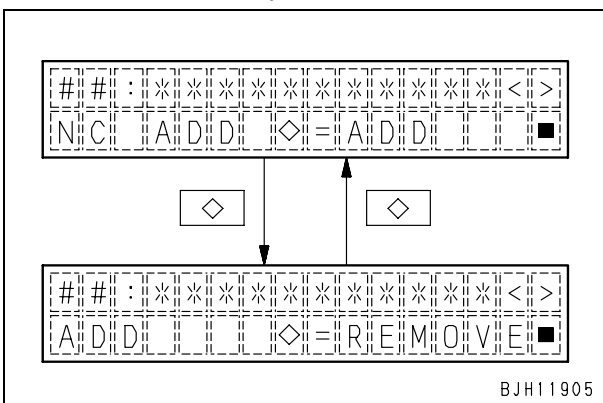 ##:***********<>
NC ADD ◇=ADD   ■
◇ ◇
##:***********<>
ADD    ◇=REMOVE■
BJH11905